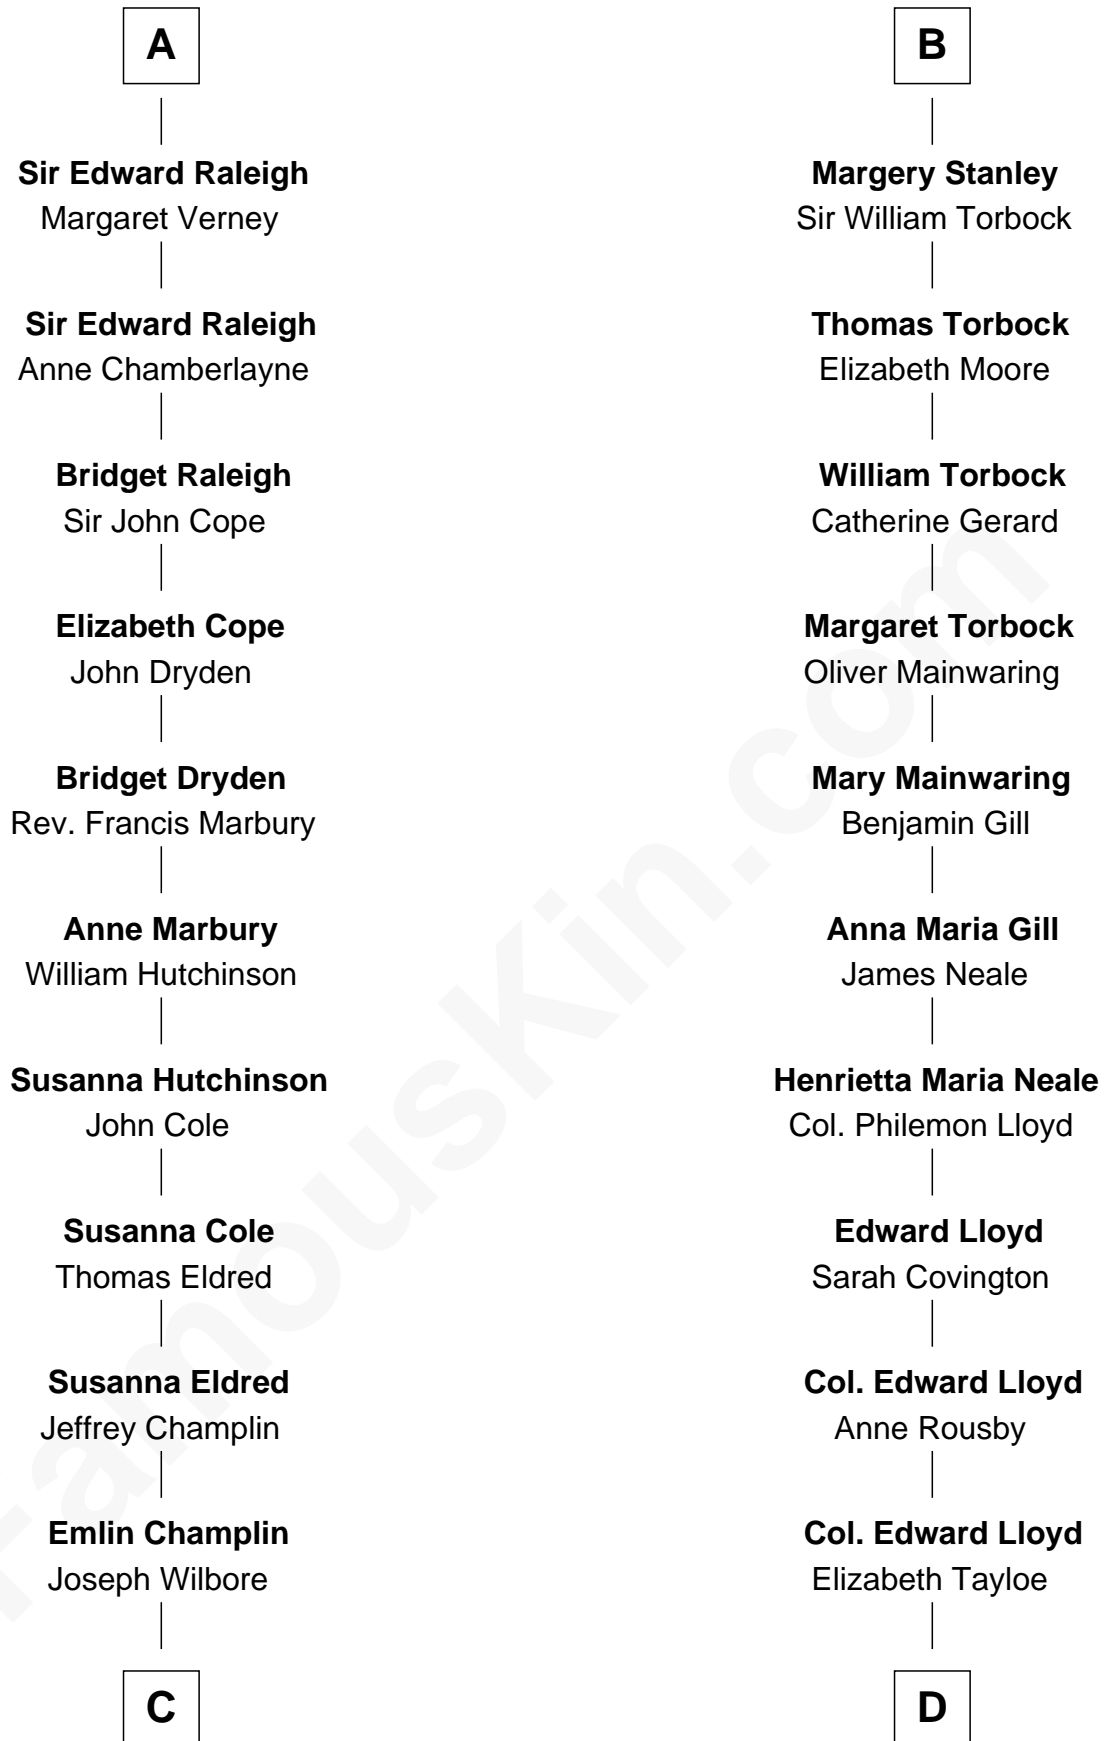 A
Sir Edward Raleigh
Margaret Verney
Sir Edward Raleigh
Anne Chamberlayne
Bridget Raleigh
Sir John Cope
Elizabeth Cope
John Dryden
Bridget Dryden
Rev. Francis Marbury
Anne Marbury
William Hutchinson
Susanna Hutchinson
John Cole
Susanna Cole
Thomas Eldred
Susanna Eldred
Jeffrey Champlin
Emlin Champlin
Joseph Wilbore
C
B
Margery Stanley
Sir William Torbock
Thomas Torbock
Elizabeth Moore
William Torbock
Catherine Gerard
Margaret Torbock
Oliver Mainwaring
Mary Mainwaring
Benjamin Gill
Anna Maria Gill
James Neale
Henrietta Maria Neale
Col. Philemon Lloyd
Edward Lloyd
Sarah Covington
Col. Edward Lloyd
Anne Rousby
Col. Edward Lloyd
Elizabeth Tayloe
D
FamousKin.com